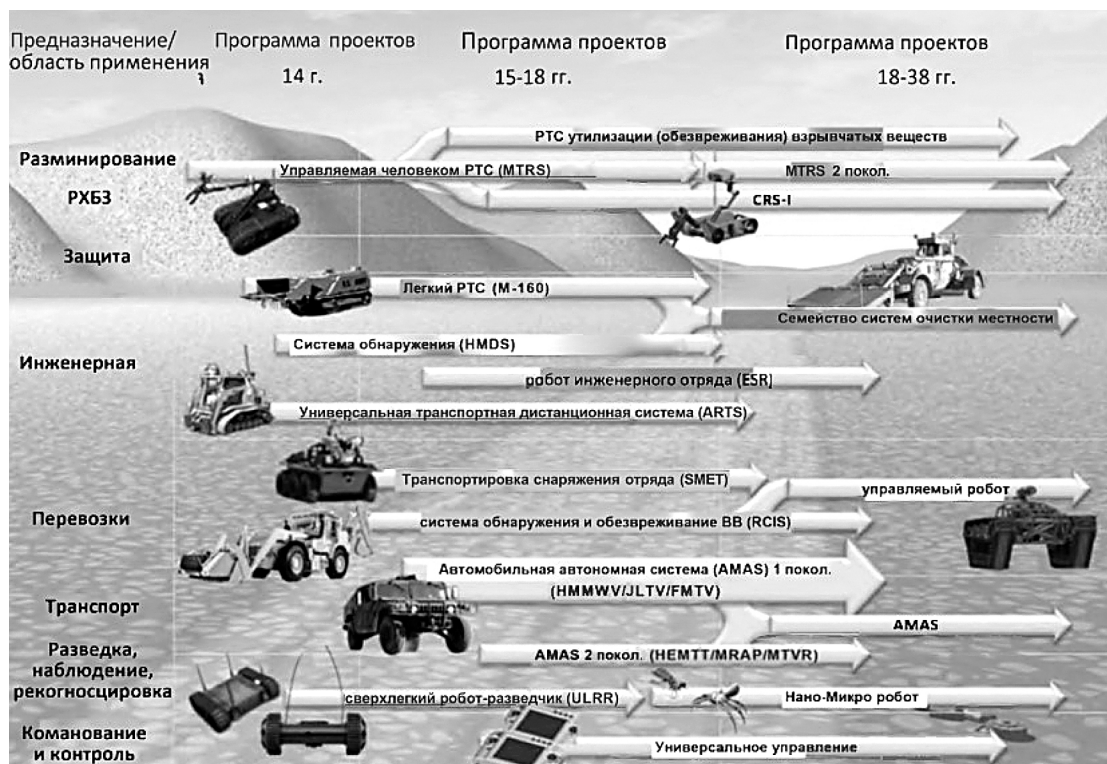 Предназначение/
область применения
Программа проектов
14 г.
Программа проектов
15-18 гг.
Программа проектов
18-38 гг.
РТС утилизации (обезвреживания) взрывчатых веществ
Разминирование
Управляемая человеком РТС (MTRS)
MTRS 2 покол.
РХБЗ
CRS-I
Защита
Легкий РТС (М-160)
Семейство систем очистки местности
Система обнаружения (HMDS)
Инженерная
робот инженерного отряда (ESR)
Универсальная транспортная дистанционная система (ARTS)
Транспортировка снаряжения отряда (SMET)
управляемый робот
Перевозки
система обнаружения и обезвреживание ВВ (RCIS)
Автомобильная автономная система (AMAS) 1 покол.
(HMMWV/JLTV/FMTV)
Транспорт
AMAS
Разведка,
наблюдение,
рекогносцировка
AMAS 2 покол. (HEMTT/MRAP/MTVR)
сверхлегкий робот-разведчик (ULRR)
Нано-Микро робот
Команование
и контроль
Универсальное управление